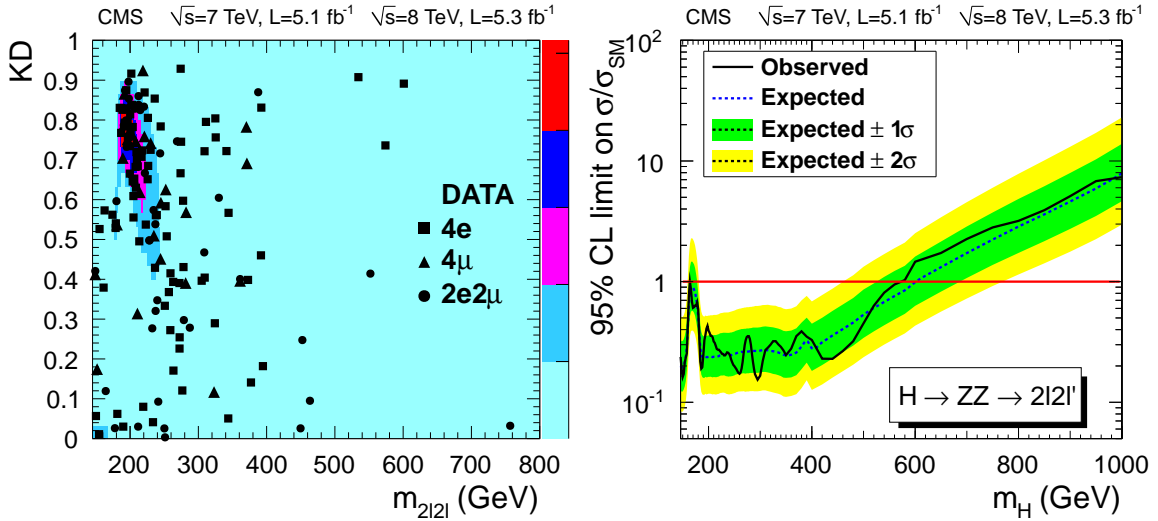 CMS √s=7 TeV, L=5.1 fb⁻¹ √s=8 TeV, L=5.3 fb⁻¹
KD
1
0.9
0.8
0.7
0.6
0.5
0.4
0.3
0.2
0.1
0
DATA
4e
4μ
2e2μ
200 300 400 500 600 700 800
m₂ₗ₂ₗ (GeV)
CMS √s=7 TeV, L=5.1 fb⁻¹ √s=8 TeV, L=5.3 fb⁻¹
95% CL limit on σ/σ_SM
10²
10
1
10⁻¹
Observed
Expected
Expected ± 1σ
Expected ± 2σ
H → ZZ → 2l2l'
200 400 600 800 1000
m_H (GeV)